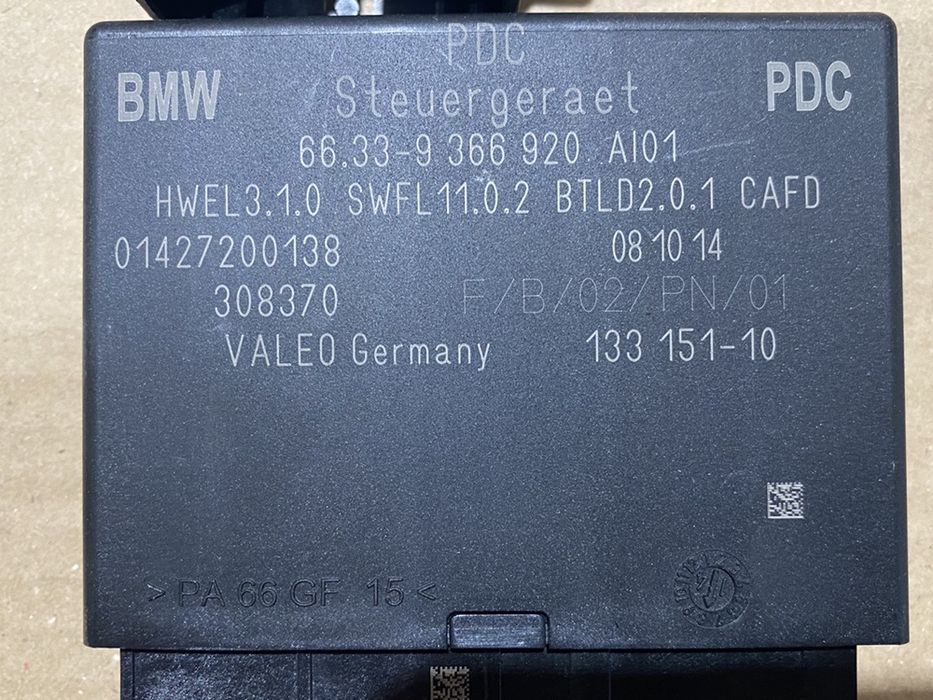 PDC
BMW Steuergeraet PDC
66.33-9 366 920 AI01
HWEL3.1.0 SWFL11.0.2 BTLD2.0.1 CAFD
01427200138 08 10 14
308370 F/B/02/PN/01
VALEO Germany 133 151-10
> PA 66 GF 15 <